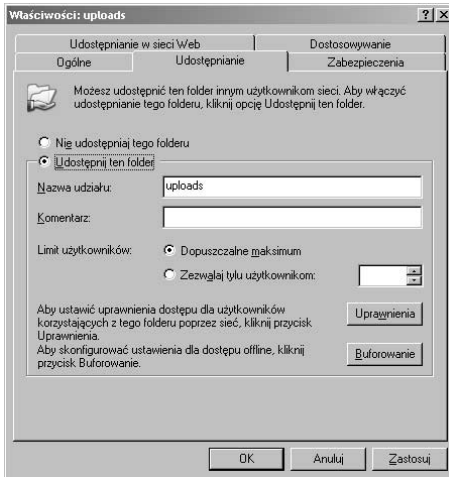 Właściwości: uploads
Udostępnianie w sieci Web
Dostosowywanie
Ogólne
Udostępnianie
Zabezpieczenia
Możesz udostępnić ten folder innym użytkownikom sieci. Aby włączyć
udostępnianie tego folderu, kliknij opcję Udostępnij ten folder.
Nie udostępniaj tego folderu
Udostępnij ten folder
Nazwa udziału:
uploads
Komentarz:
Limit użytkowników:
Dopuszczalne maksimum
Zezwalaj tylu użytkownikom:
Aby ustawić uprawnienia dostępu dla użytkowników
korzystających z tego folderu poprzez sieć, kliknij przycisk
Uprawnienia.
Uprawnienia
Aby skonfigurować ustawienia dla dostępu offline, kliknij
przycisk Buforowanie.
Buforowanie
OK
Anuluj
Zastosuj